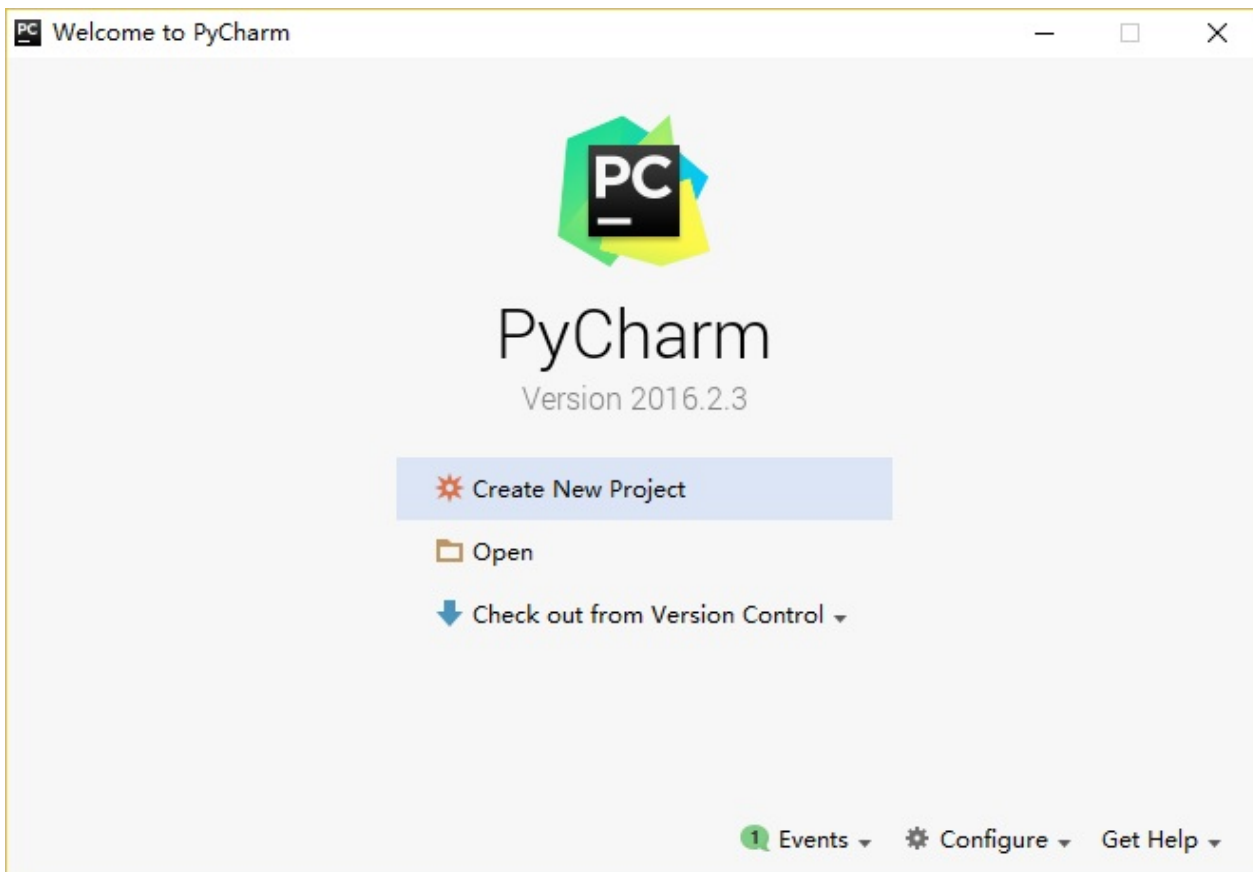 PC Welcome to PyCharm
PC
PyCharm
Version 2016.2.3
Create New Project
Open
Check out from Version Control
1 Events Configure Get Help